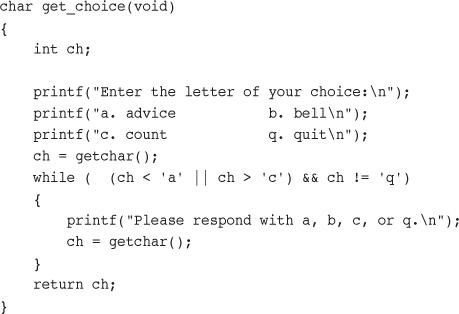 char get_choice(void)
{
    int ch;

    printf("Enter the letter of your choice:\n");
    printf("a. advice           b. bell\n");
    printf("c. count            q. quit\n");
    ch = getchar();
    while (  (ch < 'a' || ch > 'c') && ch != 'q')
    {
        printf("Please respond with a, b, c, or q.\n");
        ch = getchar();
    }
    return ch;
}